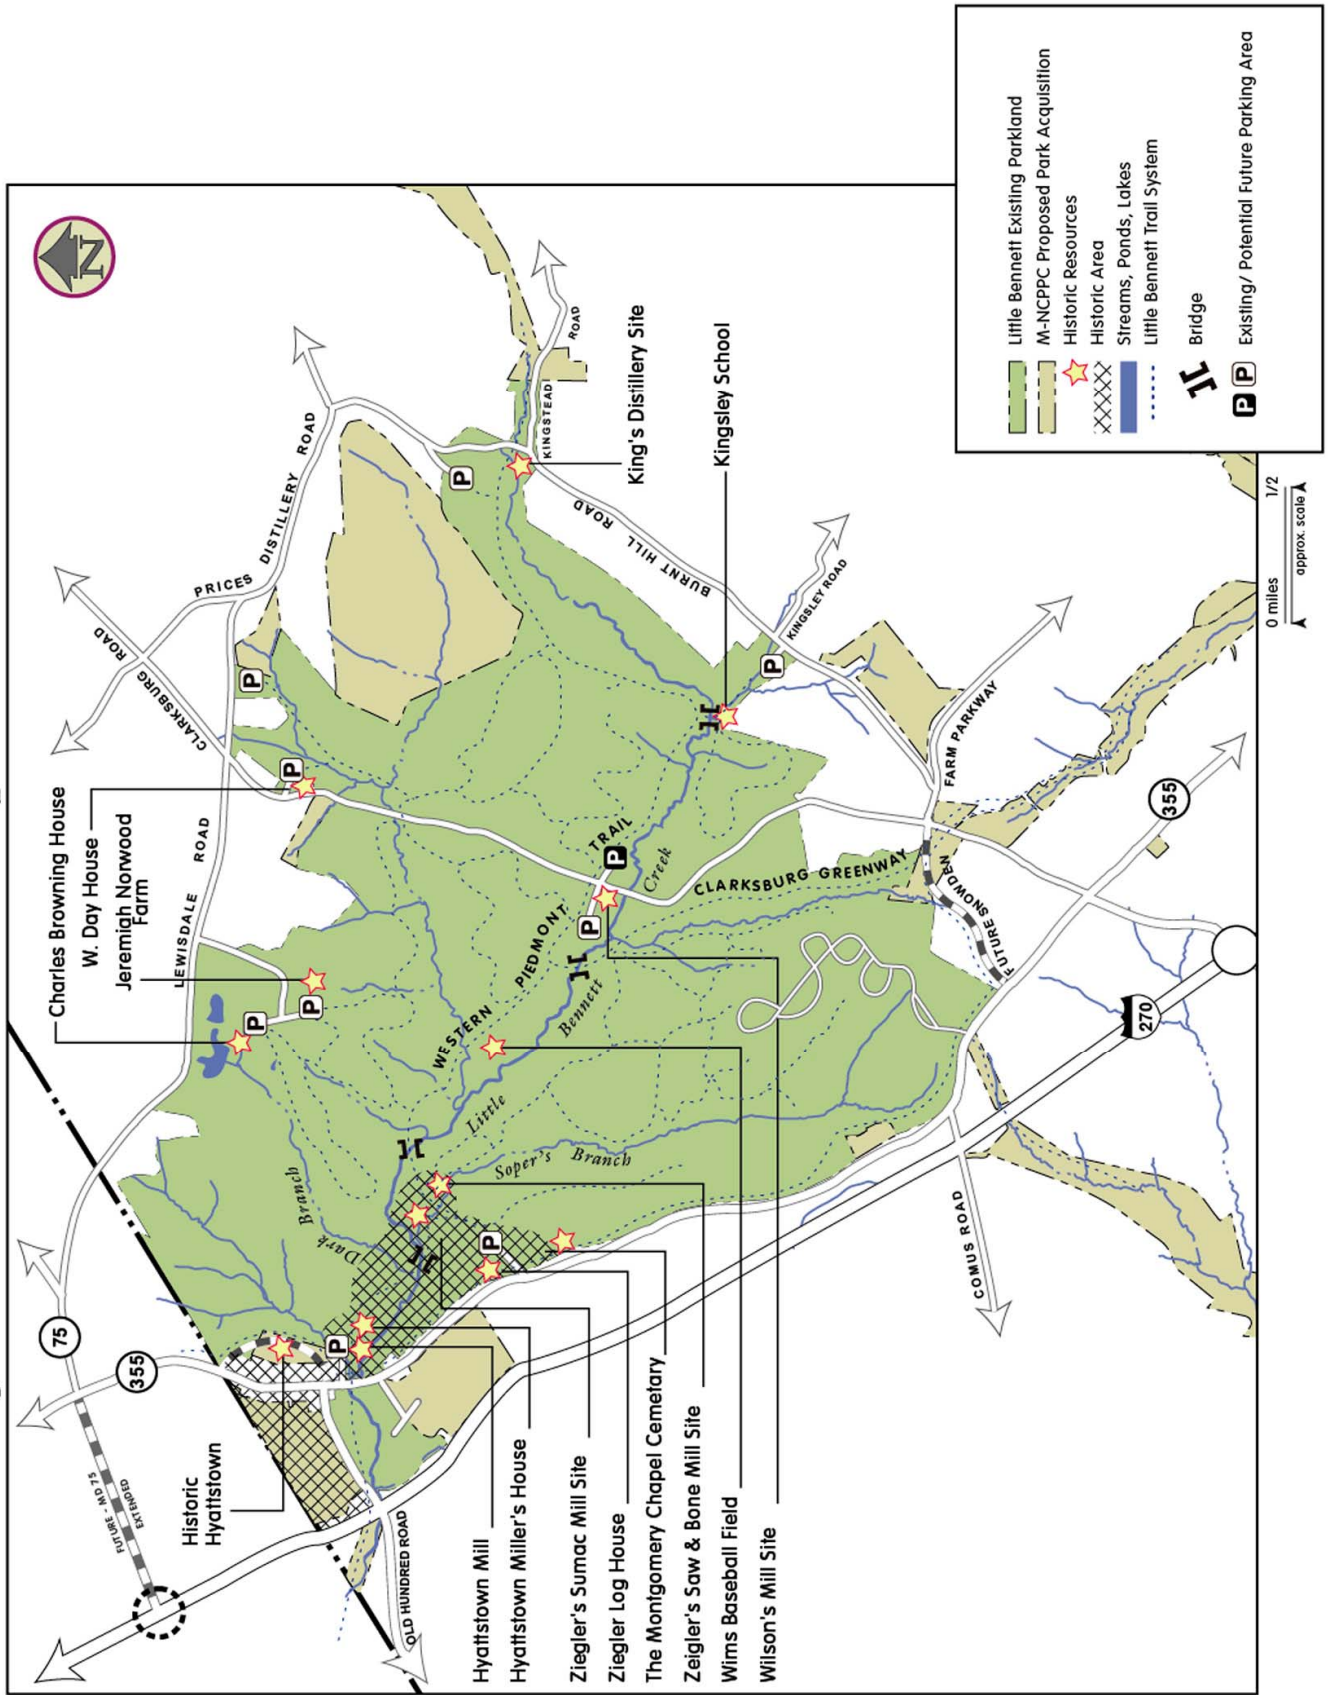 Charles Browning House
W. Day House
Jeremiah Norwood
Farm
N
FUTURE - MD 75
EXTENDED
75
355
LEWISDALE ROAD
CLARKSBURG ROAD
PRICES DISTILLERY ROAD
Historic
Hyattstown
Dark Branch
WESTERN PIEDMONT TRAIL
Little Bennett Creek
Soper's Branch
P
P
P
P
P
P
P
P
P
P
KINGSTEAD ROAD
King's Distillery Site
BURNT HILL ROAD
Kingsley School
KINGSLEY ROAD
CLARKSBURG GREENWAY
FUTURE SNOWDEN
FARM PARKWAY
OLD HUNDRED ROAD
COMUS ROAD
270
355
Hyattstown Mill
Hyattstown Miller's House
Ziegler's Sumac Mill Site
Ziegler Log House
The Montgomery Chapel Cemetary
Zeigler's Saw & Bone Mill Site
Wims Baseball Field
Wilson's Mill Site
Little Bennett Existing Parkland
M-NCPPC Proposed Park Acquisition
Historic Resources
Historic Area
Streams, Ponds, Lakes
Little Bennett Trail System
Bridge
P P Existing/ Potential Future Parking Area
0 miles 1/2
approx. scale